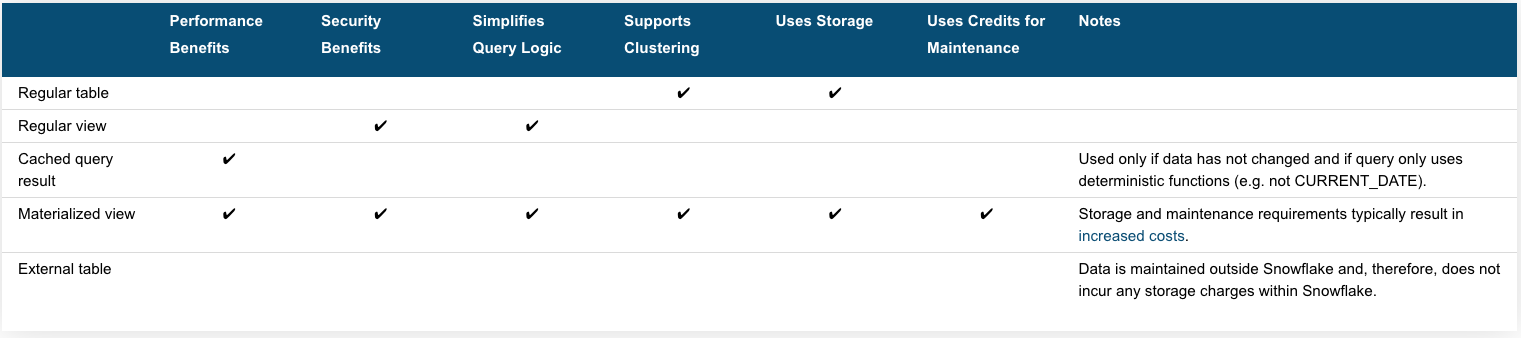 Performance Benefits Security Benefits Simplifies Query Logic Supports Clustering Uses Storage Uses Credits for Maintenance Notes
Regular table ✔ ✔
Regular view ✔ ✔
Cached query result ✔ Used only if data has not changed and if query only uses
deterministic functions (e.g. not CURRENT_DATE).
Materialized view ✔ ✔ ✔ ✔ ✔ ✔ Storage and maintenance requirements typically result in
increased costs.
External table Data is maintained outside Snowflake and, therefore, does not
incur any storage charges within Snowflake.